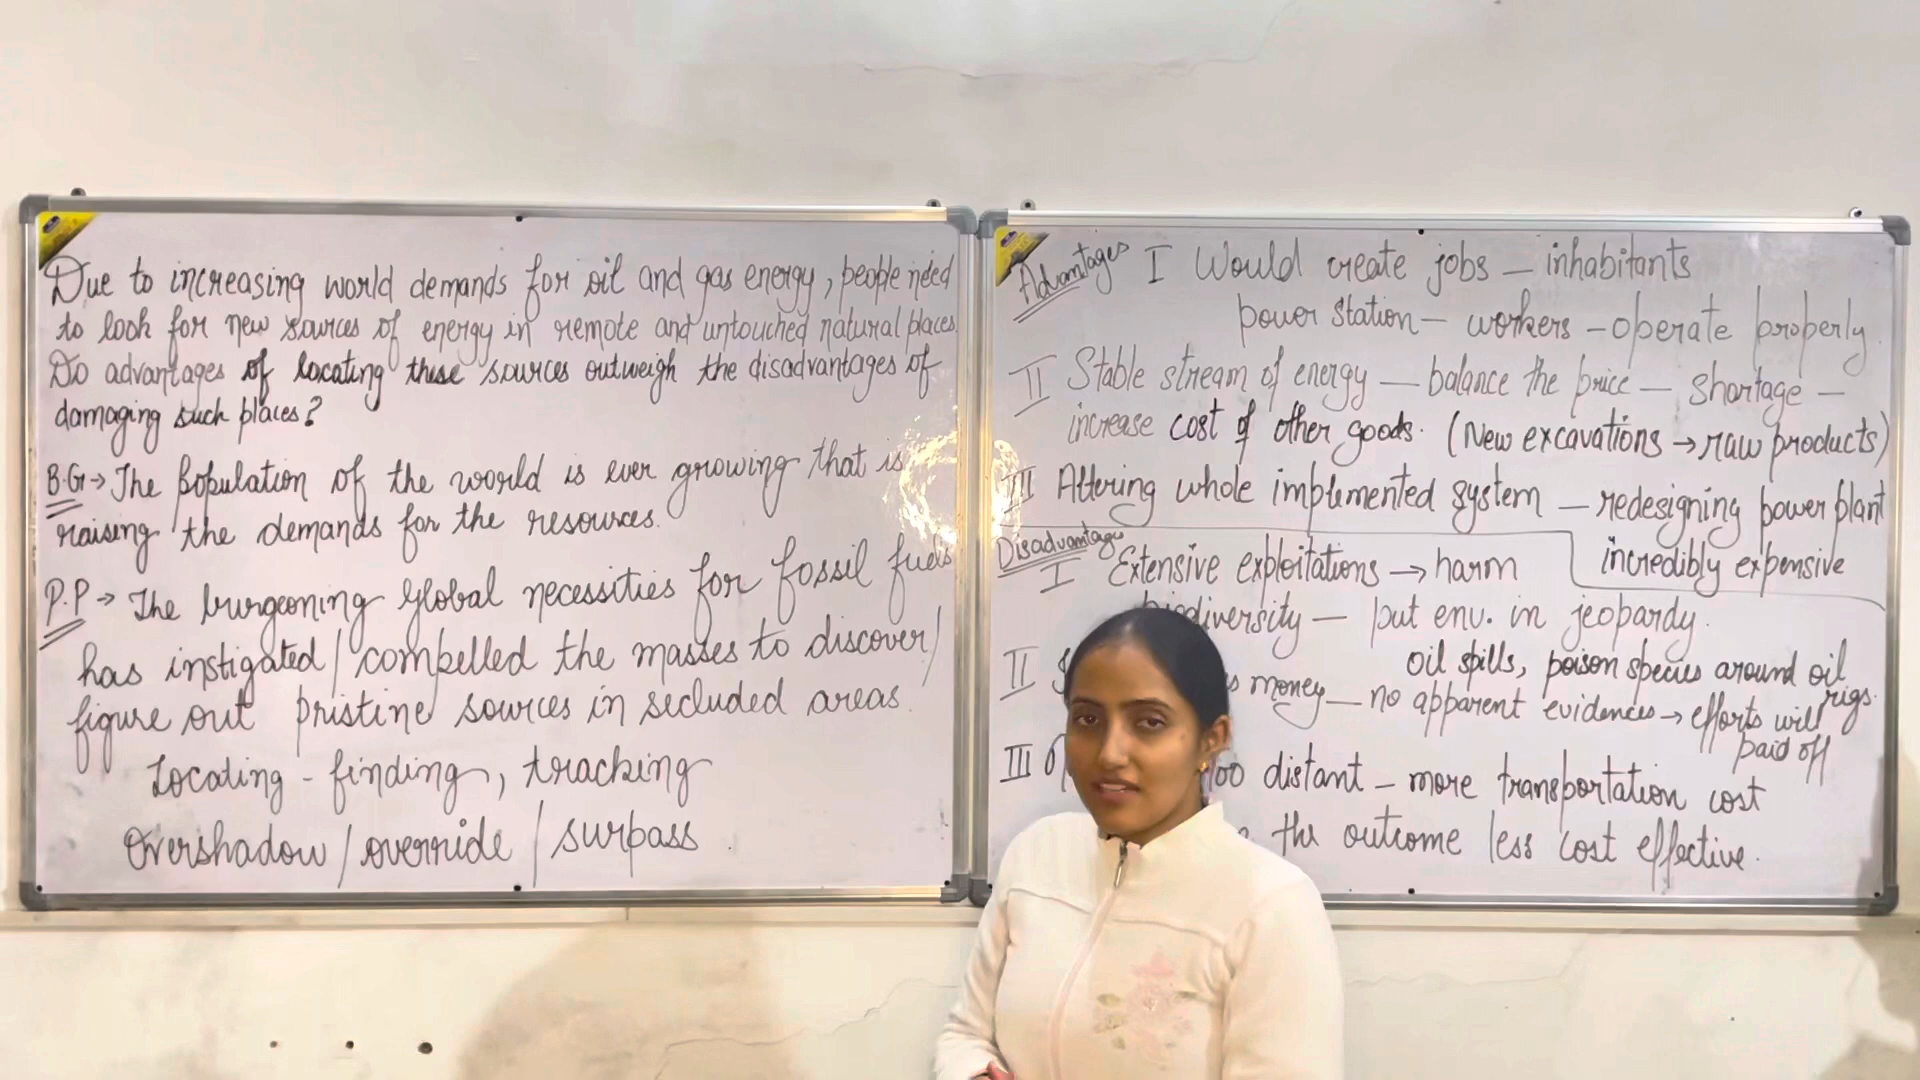 Due to increasing world demands for oil and gas energy, people need
to look for new sources of energy in remote and untouched natural places
Do advantages of locating these sources outweigh the disadvantages of
damaging such places?
B.G → The population of the world is ever growing that is
raising the demands for the resources.
P.P → The burgeoning global necessities for fossil fuels
has instigated / compelled the masses to discover /
figure out pristine sources in secluded areas.
Locating - finding, tracking
Overshadow / override / surpass
Advantages I Would create jobs — inhabitants
power station — workers — operate properly.
II Stable stream of energy — balance the price — shortage —
increase cost of other goods. (New excavations → raw products)
III Altering whole implemented system — redesigning power plant
incredibly expensive
Disadvantages
I Extensive exploitations → harm
biodiversity — put env. in jeopardy.
oil spills, poison species around oil
rigs.
II money — no apparent evidences → efforts will
paid off
III too distant — more transportation cost
the outcome less cost effective.